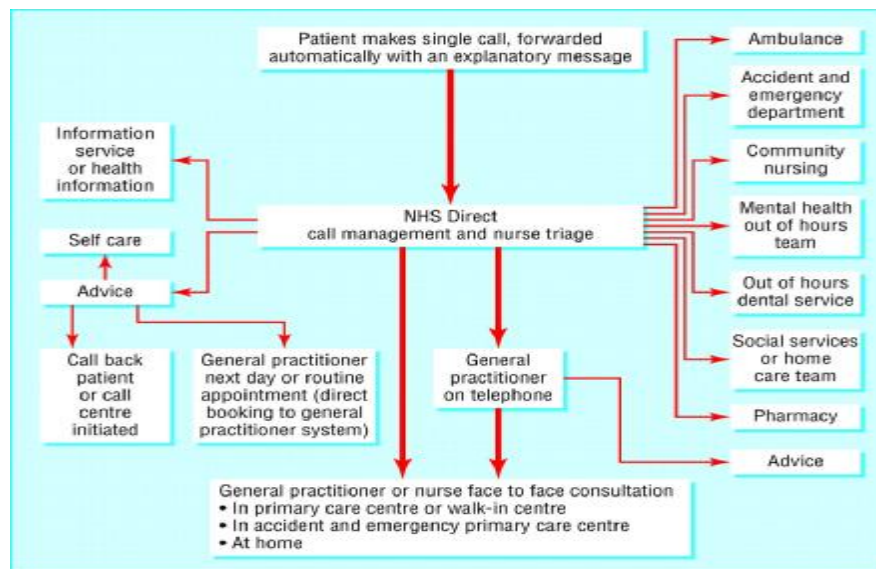 Patient makes single call, forwarded
automatically with an explanatory message
Ambulance
Accident and
emergency
department
Information
service
or health
information
Community
nursing
NHS Direct
call management and nurse triage
Mental health
out of hours
team
Self care
Advice
Out of hours
dental service
Call back
patient
or call
centre
initiated
General practitioner
next day or routine
appointment (direct
booking to general
practitioner system)
General
practitioner
on telephone
Social services
or home
care team
Pharmacy
Advice
General practitioner or nurse face to face consultation
• In primary care centre or walk-in centre
• In accident and emergency primary care centre
• At home